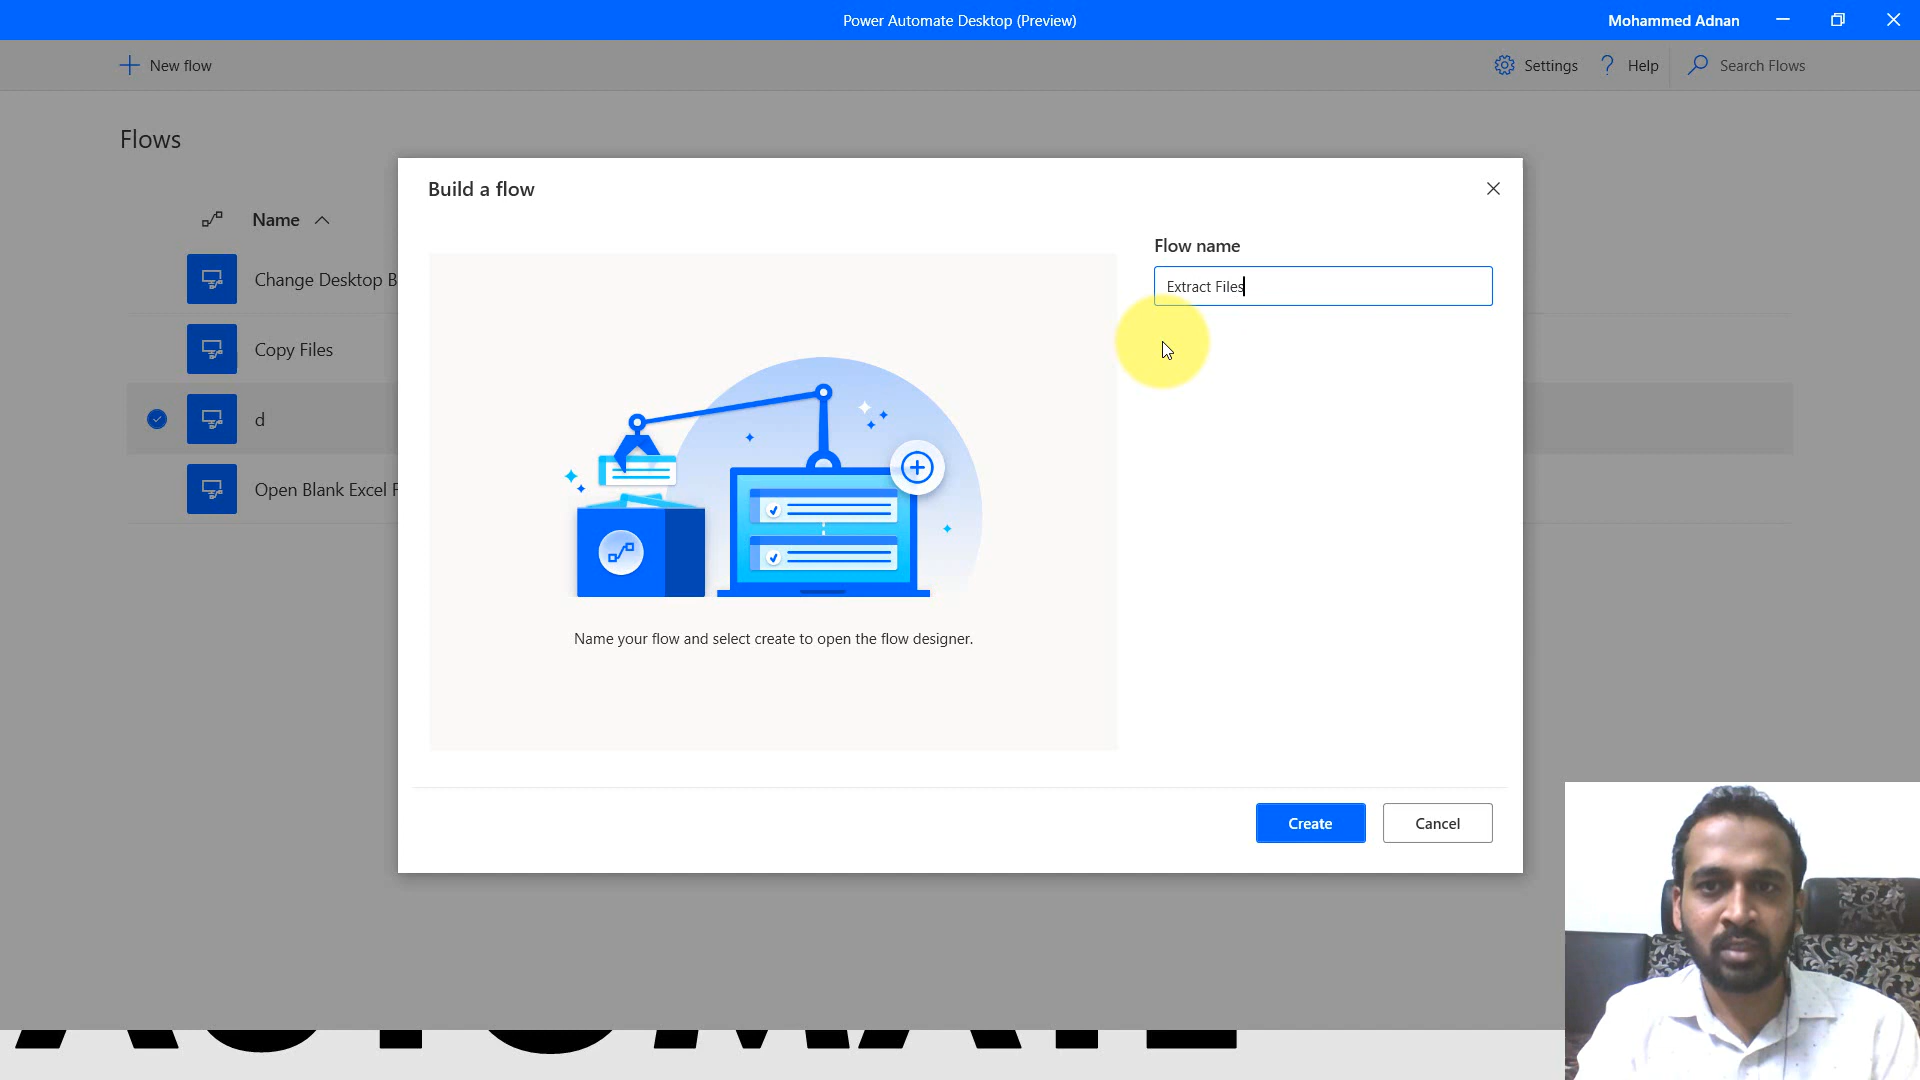 Power Automate Desktop (Preview)
Mohammed Adnan
New flow
Settings
Help
Search Flows
Flows
Name
Change Desktop B
Copy Files
d
Open Blank Excel F
Build a flow
Flow name
Extract Files
Name your flow and select create to open the flow designer.
Create
Cancel